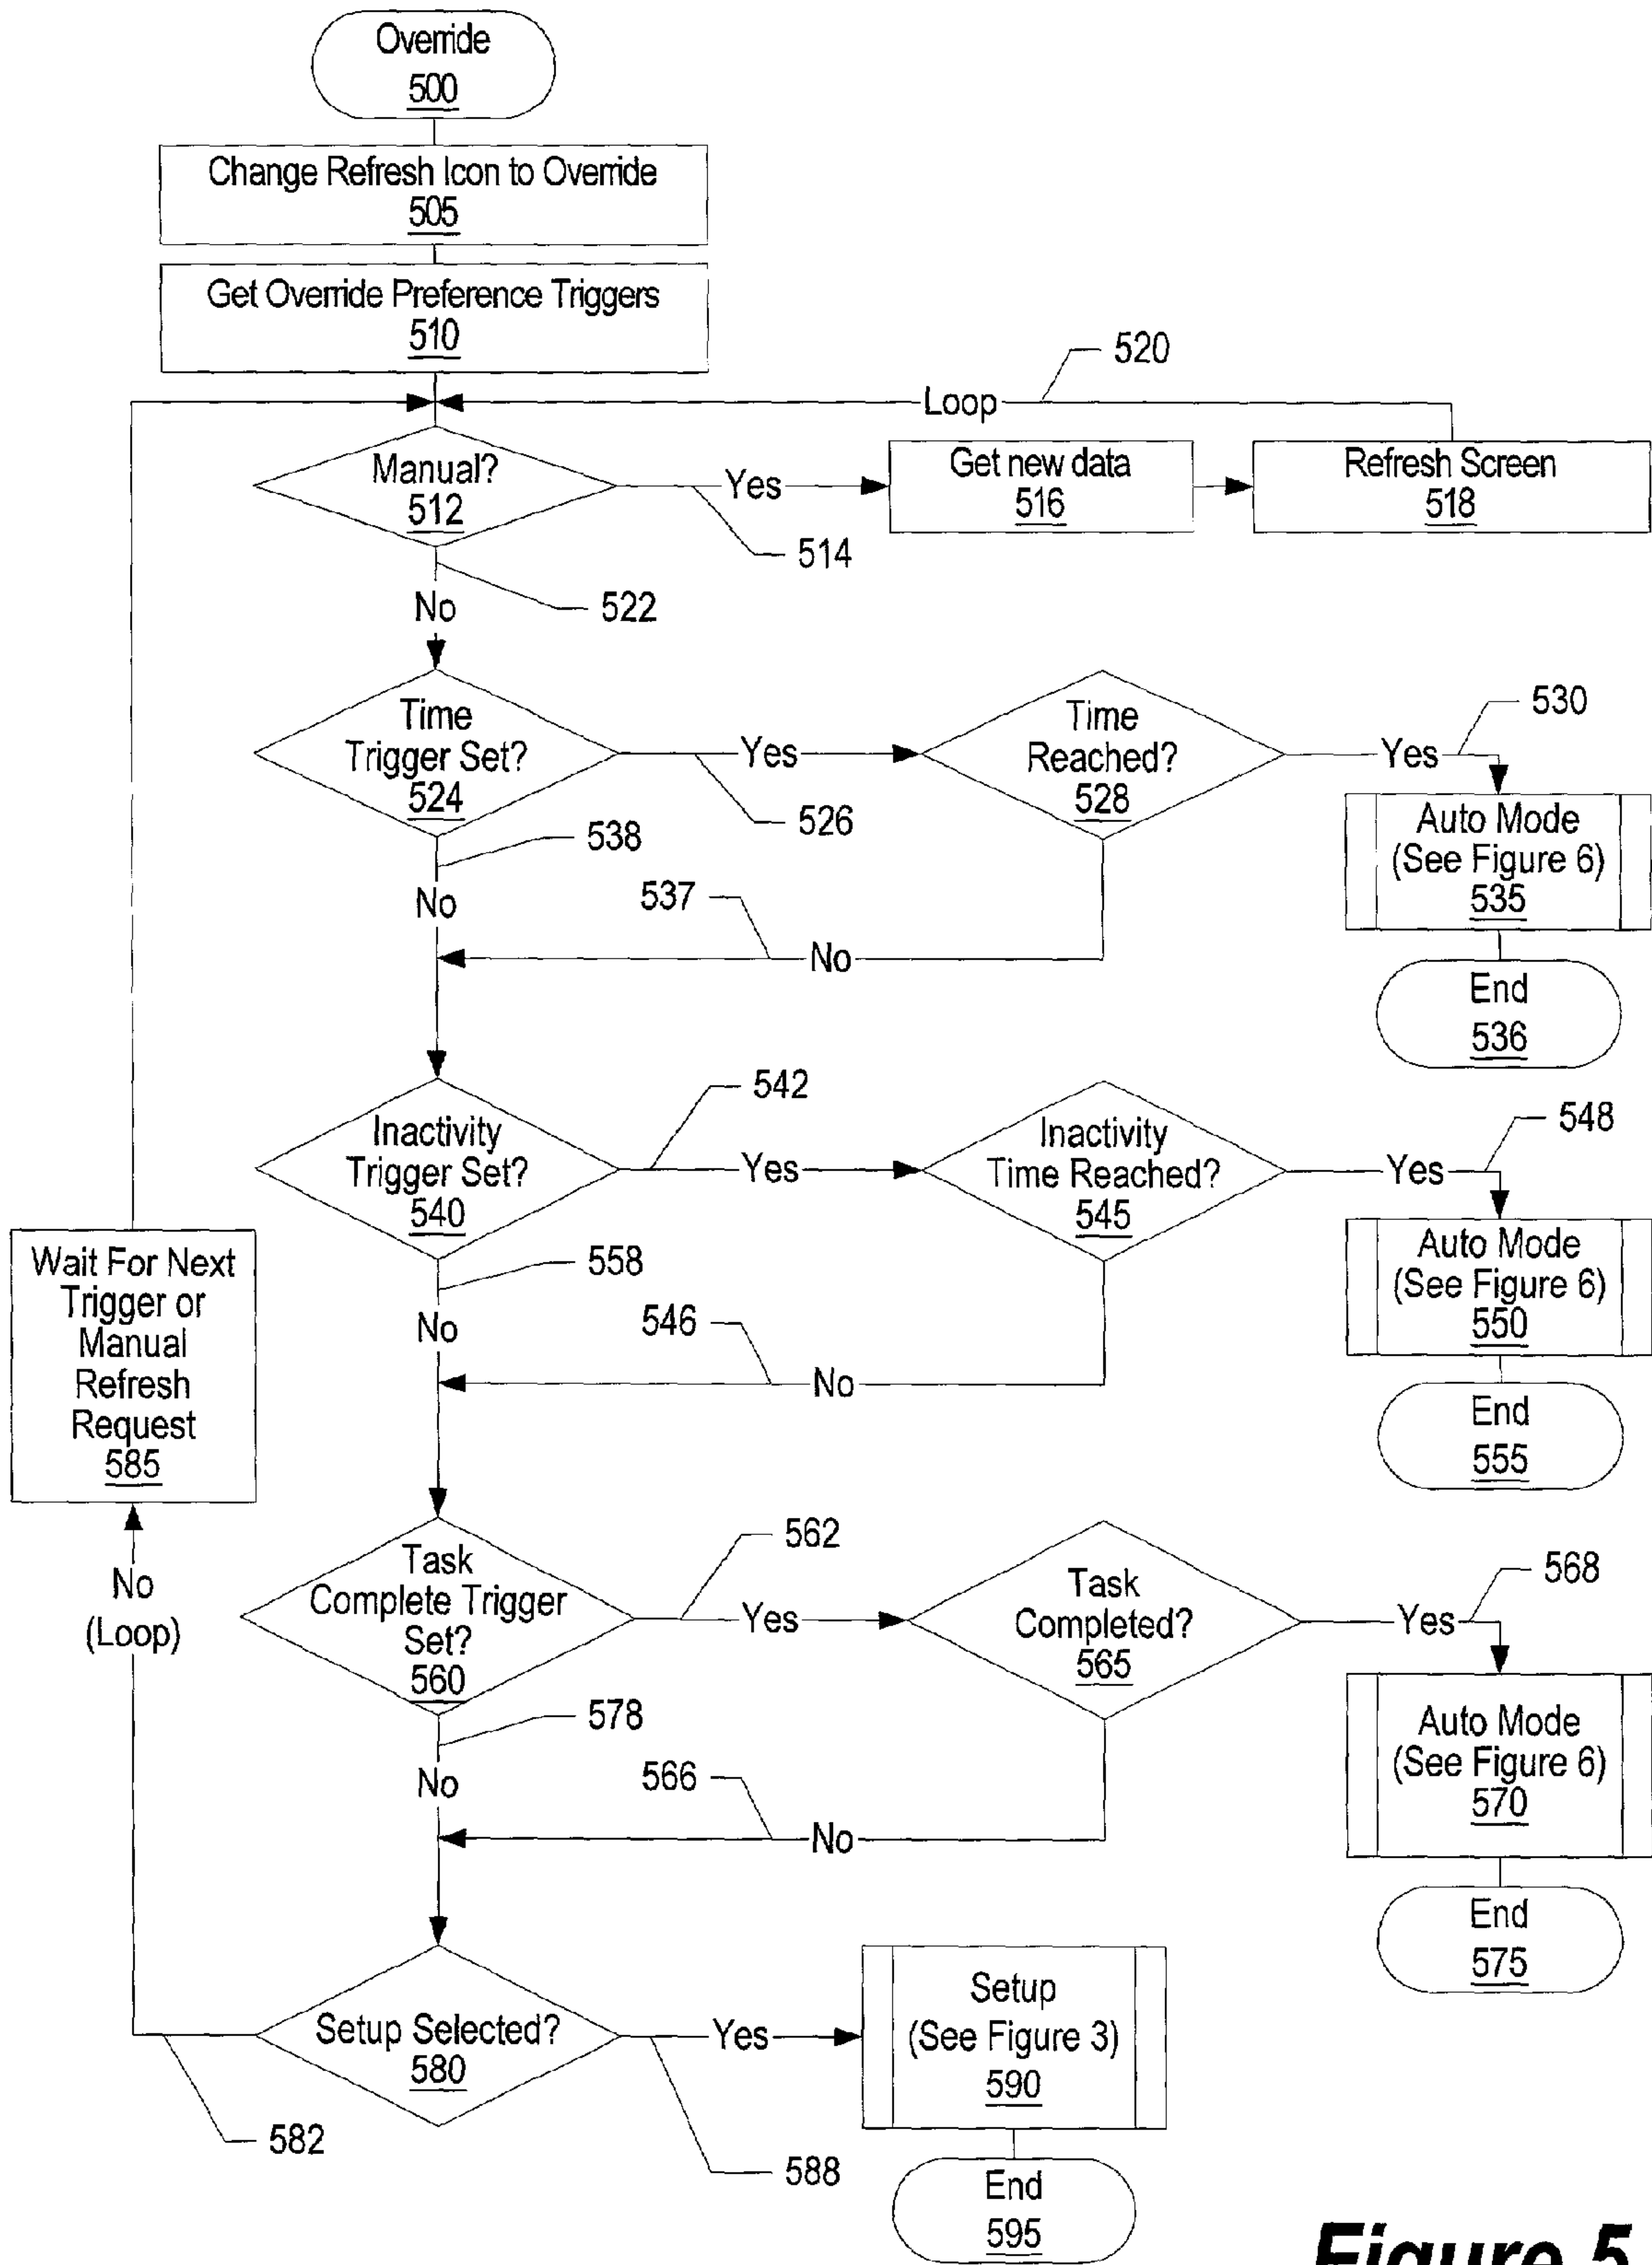 Override
500
Change Refresh Icon to Override
505
Get Override Preference Triggers
510
520
Loop
Manual?
512
Yes
514
Get new data
516
Refresh Screen
518
522
No
Time
Trigger Set?
524
Yes
526
Time
Reached?
528
Yes
530
Auto Mode
(See Figure 6)
535
End
536
538
No
537
No
Inactivity
Trigger Set?
540
542
Yes
Inactivity
Time Reached?
545
548
Yes
Auto Mode
(See Figure 6)
550
End
555
558
No
546
No
Wait For Next
Trigger or
Manual
Refresh
Request
585
No
(Loop)
Task
Complete Trigger
Set?
560
562
Yes
Task
Completed?
565
568
Yes
Auto Mode
(See Figure 6)
570
End
575
578
No
566
No
Setup Selected?
580
582
Yes
588
Setup
(See Figure 3)
590
End
595
Figure 5